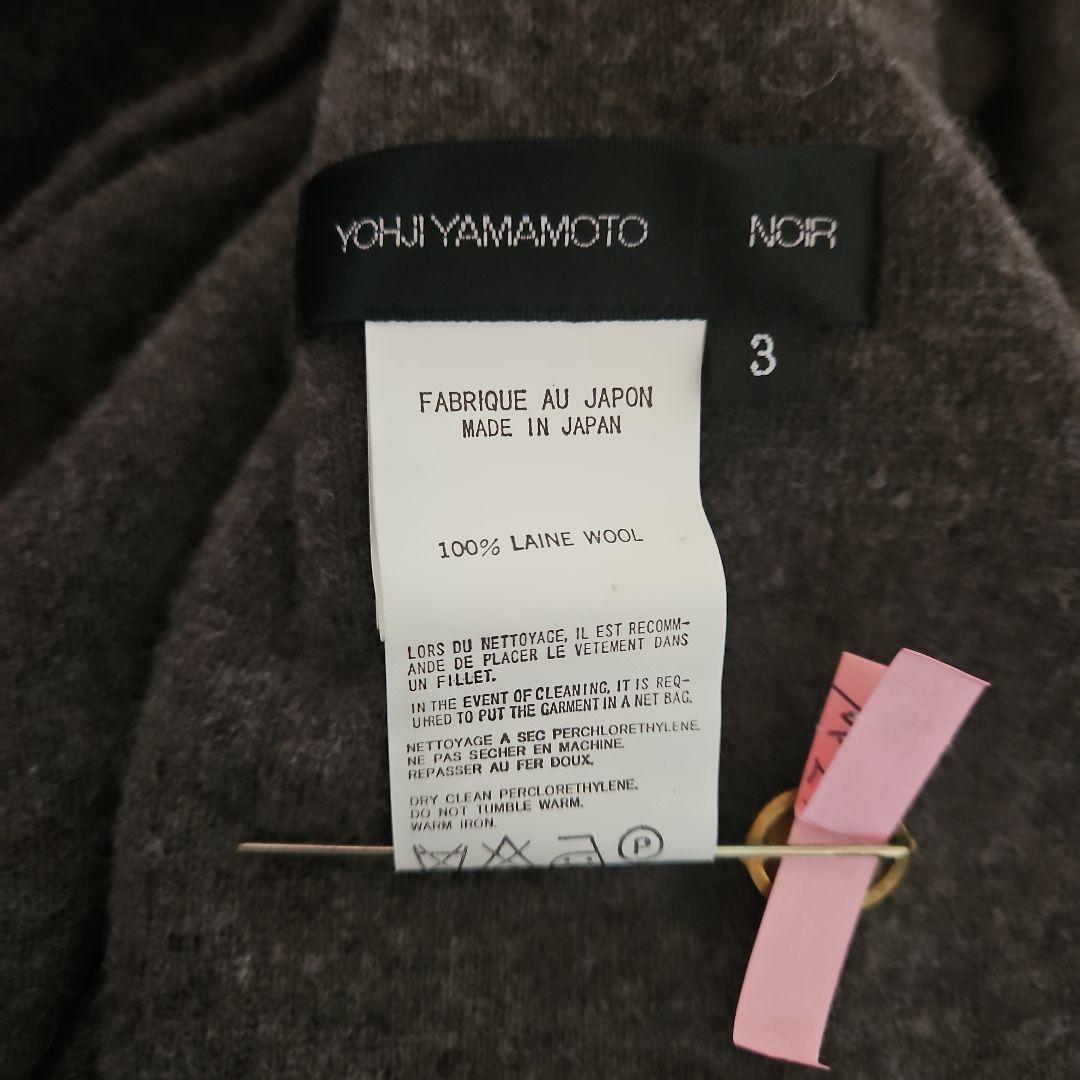 YOHJI YAMAMOTO NOIR
3
FABRIQUE AU JAPON
MADE IN JAPAN
100% LAINE WOOL
LORS DU NETTOYAGE, IL EST RECOMM-
ANDE DE PLACER LE VETEMENT DANS
UN FILLET.
IN THE EVENT OF CLEANING, IT IS REQ-
UIRED TO PUT THE GARMENT IN A NET BAG.
NETTOYAGE A SEC PERCHLORETHYLENE.
NE PAS SECHER EN MACHINE.
REPASSER AU FER DOUX.
DRY CLEAN PERCLORETHYLENE.
DO NOT TUMBLE WARM.
WARM IRON.
P